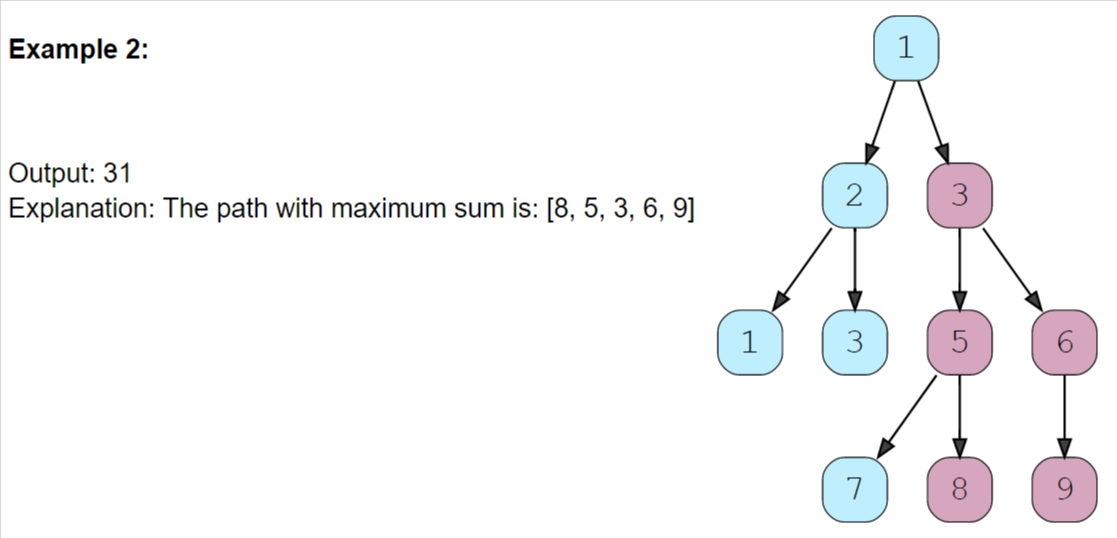 1
Example 2:
Output: 31
2 3
Explanation: The path with maximum sum is: [8, 5, 3, 6, 9]
1 3 5 6
7 8 9